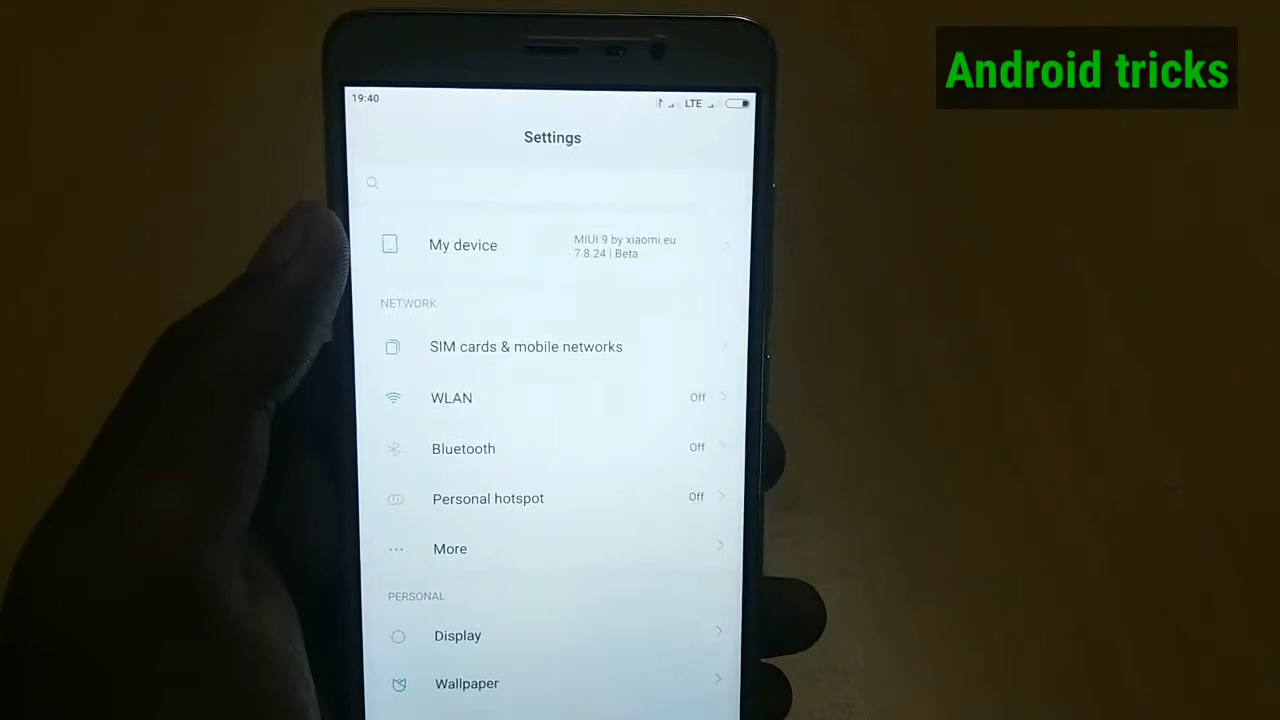 Android tricks
19:40
LTE
Settings
My device
MIUI 9 by xiaomi.eu
7.8.24 | Beta
NETWORK
SIM cards & mobile networks
WLAN Off
Bluetooth Off
Personal hotspot Off
More
PERSONAL
Display
Wallpaper